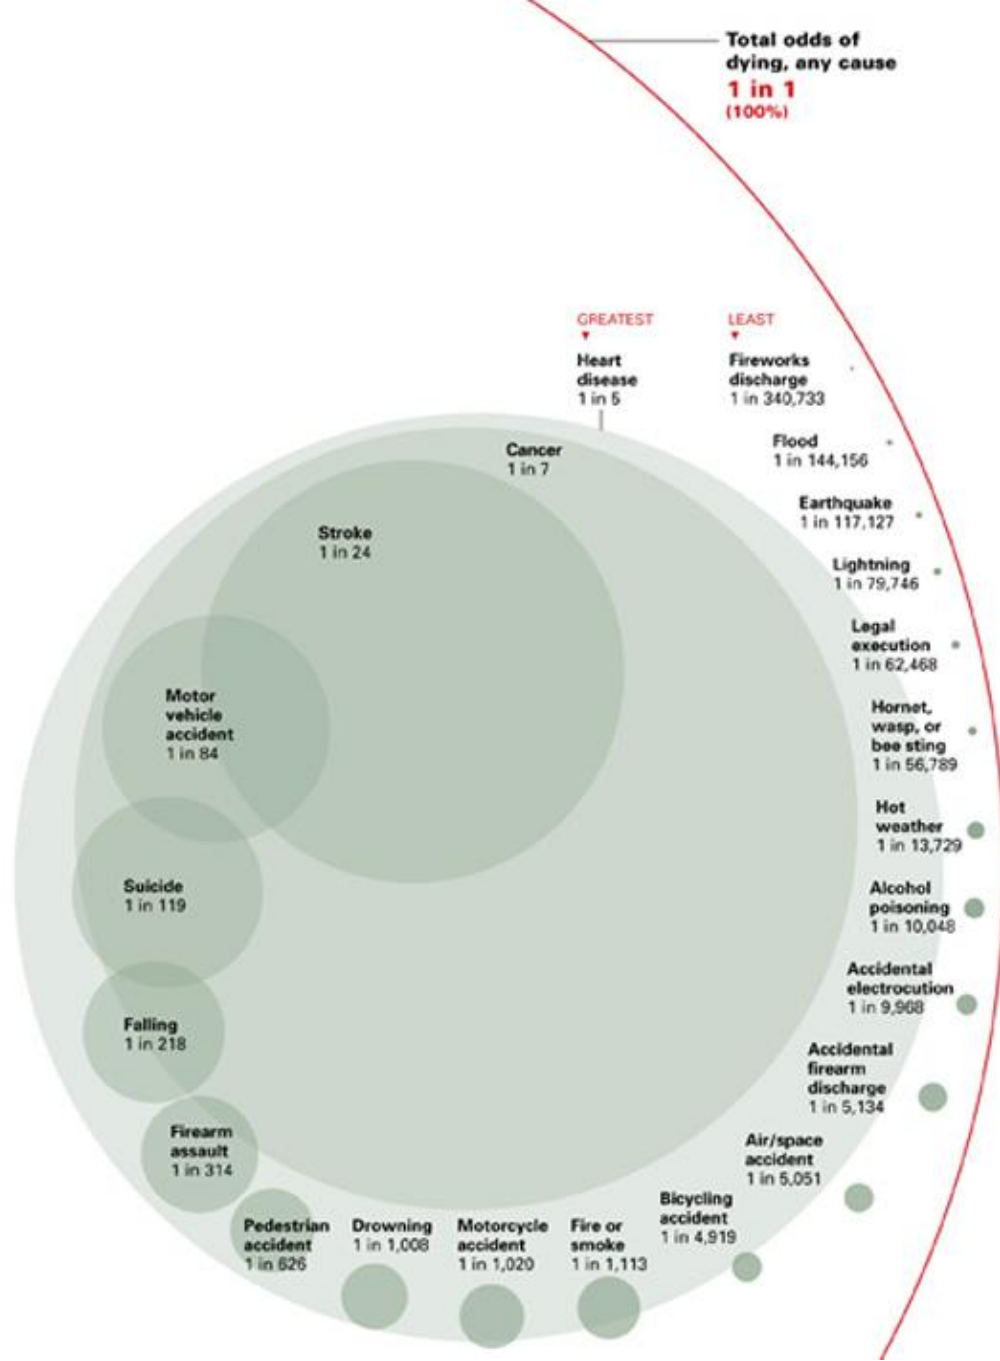 Total odds of
dying, any cause
1 in 1
(100%)
GREATEST
Heart
disease
1 in 5
LEAST
Fireworks
discharge
1 in 340,733
Cancer
1 in 7
Flood
1 in 144,156
Earthquake
1 in 117,127
Stroke
1 in 24
Lightning
1 in 79,746
Legal
execution
1 in 62,468
Motor
vehicle
accident
1 in 84
Hornet,
wasp, or
bee sting
1 in 56,789
Hot
weather
1 in 13,729
Suicide
1 in 119
Alcohol
poisoning
1 in 10,048
Accidental
electrocution
1 in 9,968
Falling
1 in 218
Accidental
firearm
discharge
1 in 5,134
Firearm
assault
1 in 314
Air/space
accident
1 in 5,051
Bicycling
accident
1 in 4,919
Pedestrian
accident
1 in 626
Drowning
1 in 1,008
Motorcycle
accident
1 in 1,020
Fire or
smoke
1 in 1,113